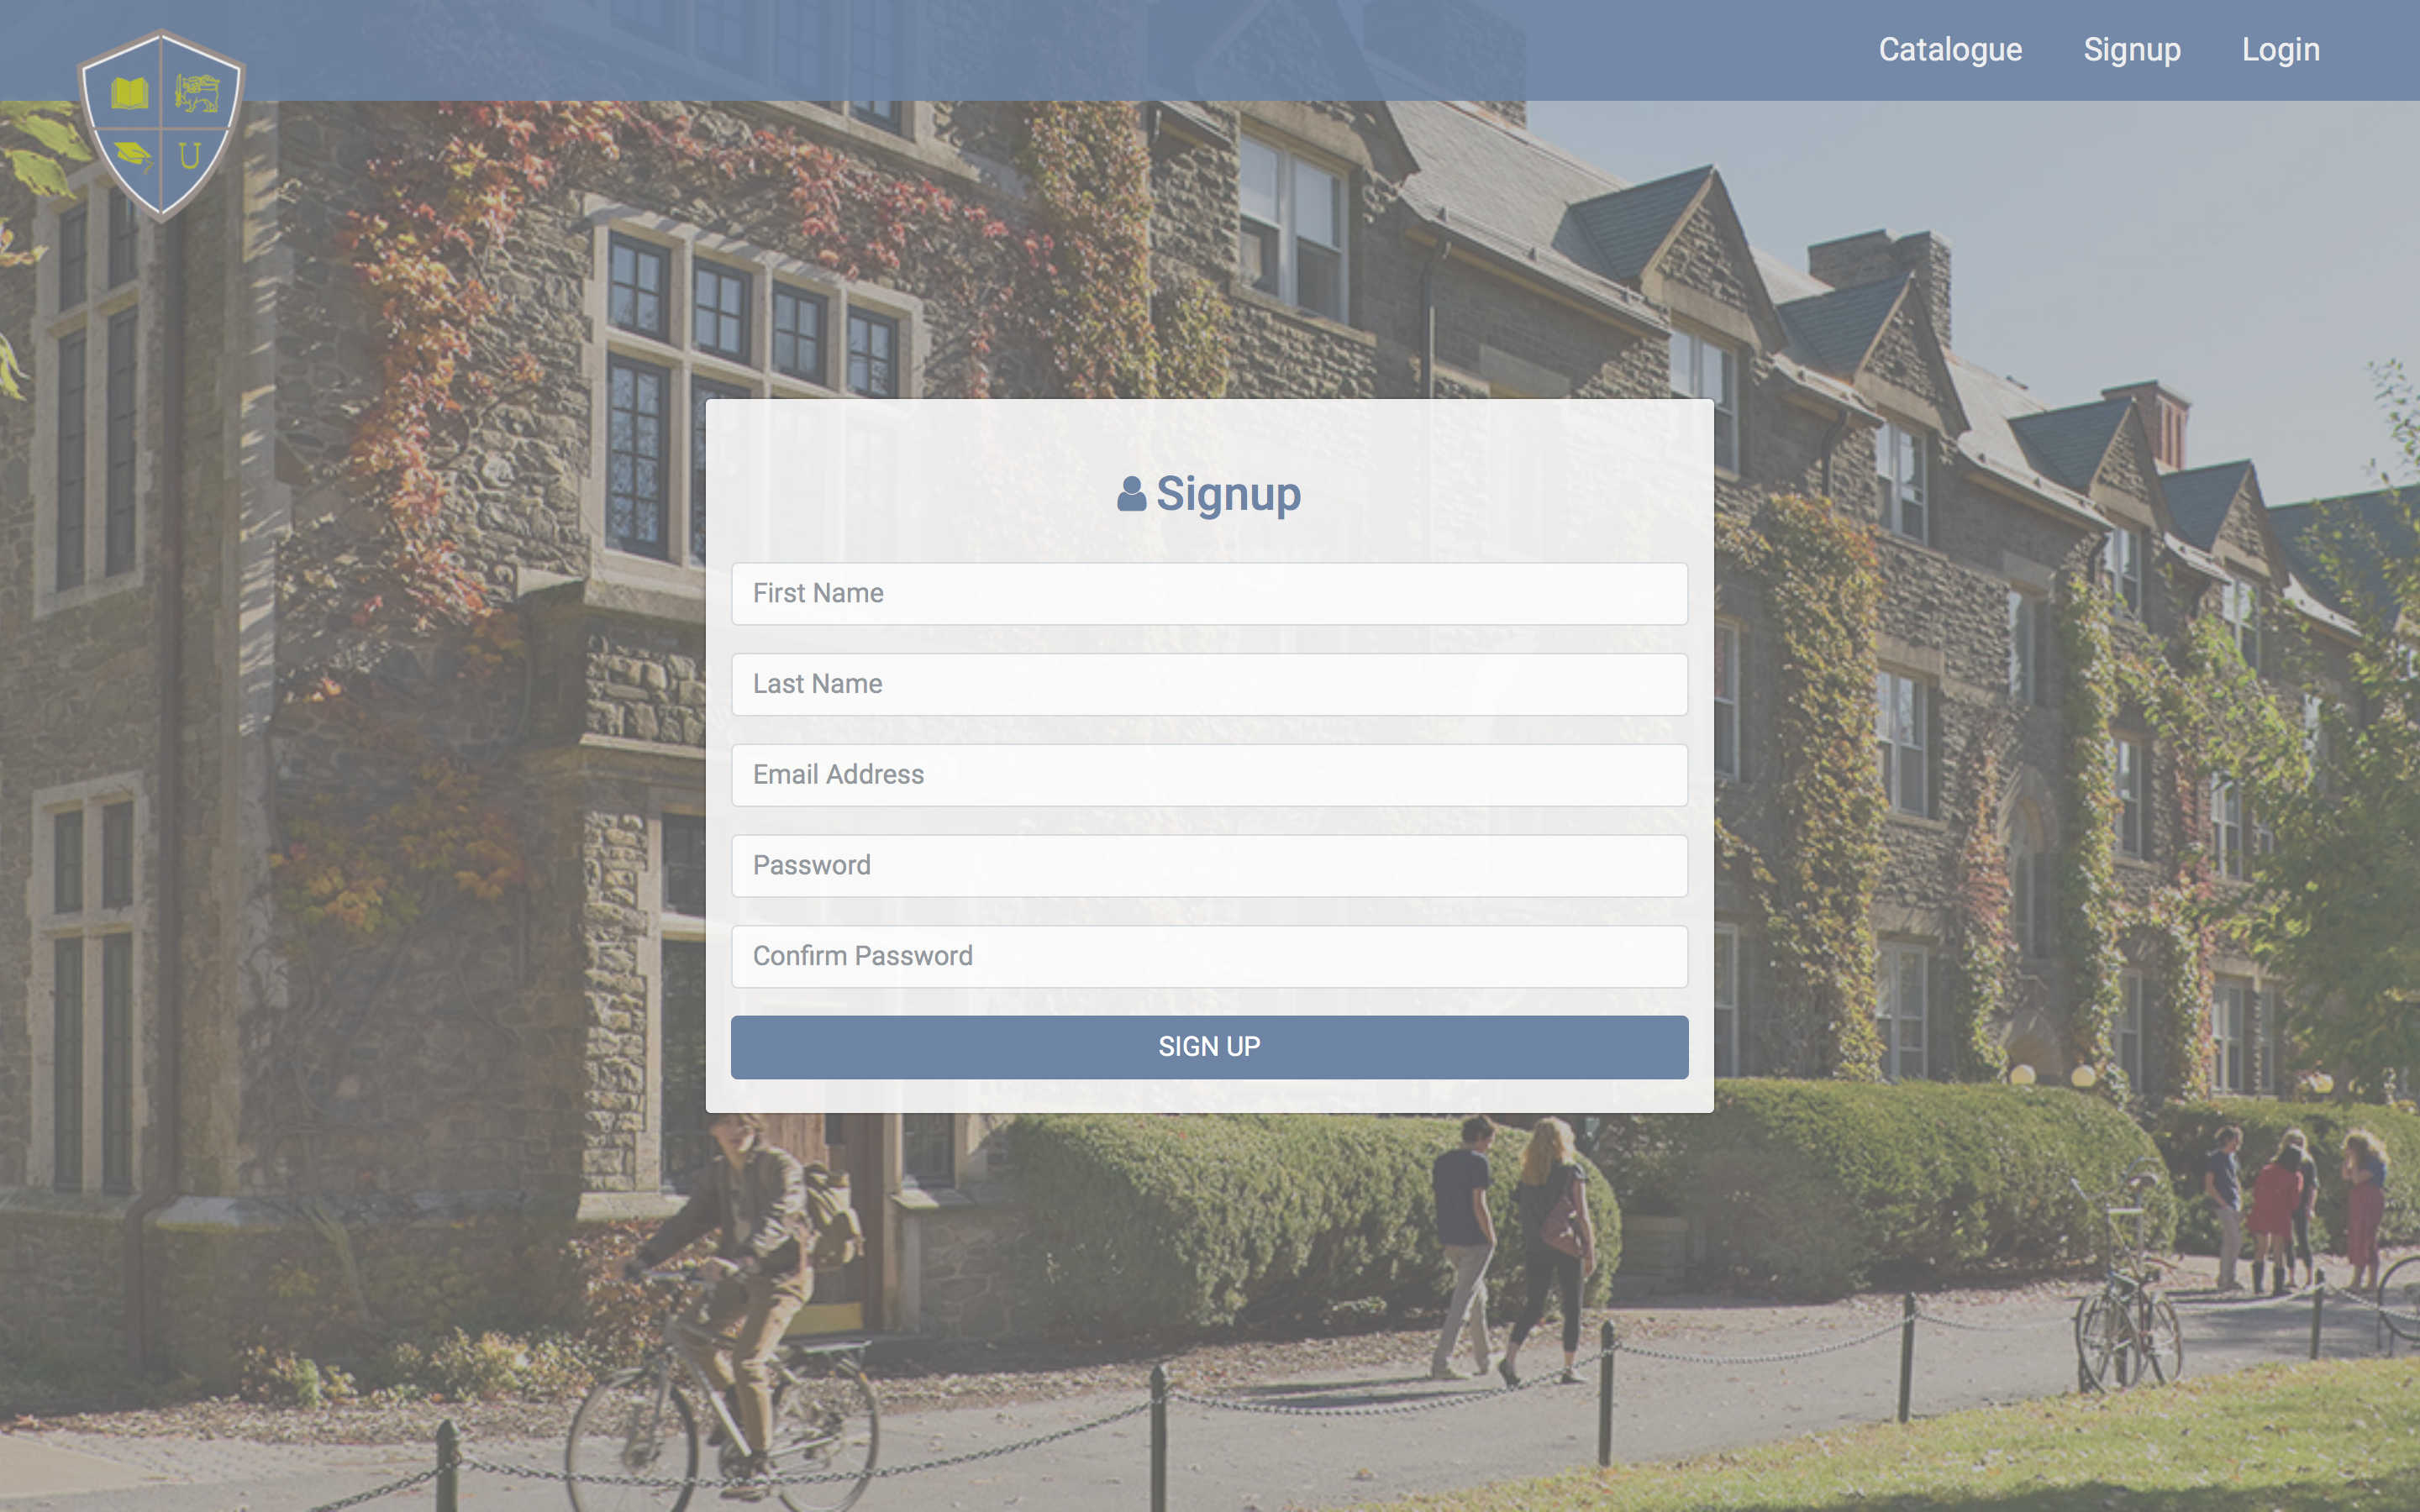 Catalogue Signup Login
U
Signup
First Name
Last Name
Email Address
Password
Confirm Password
SIGN UP